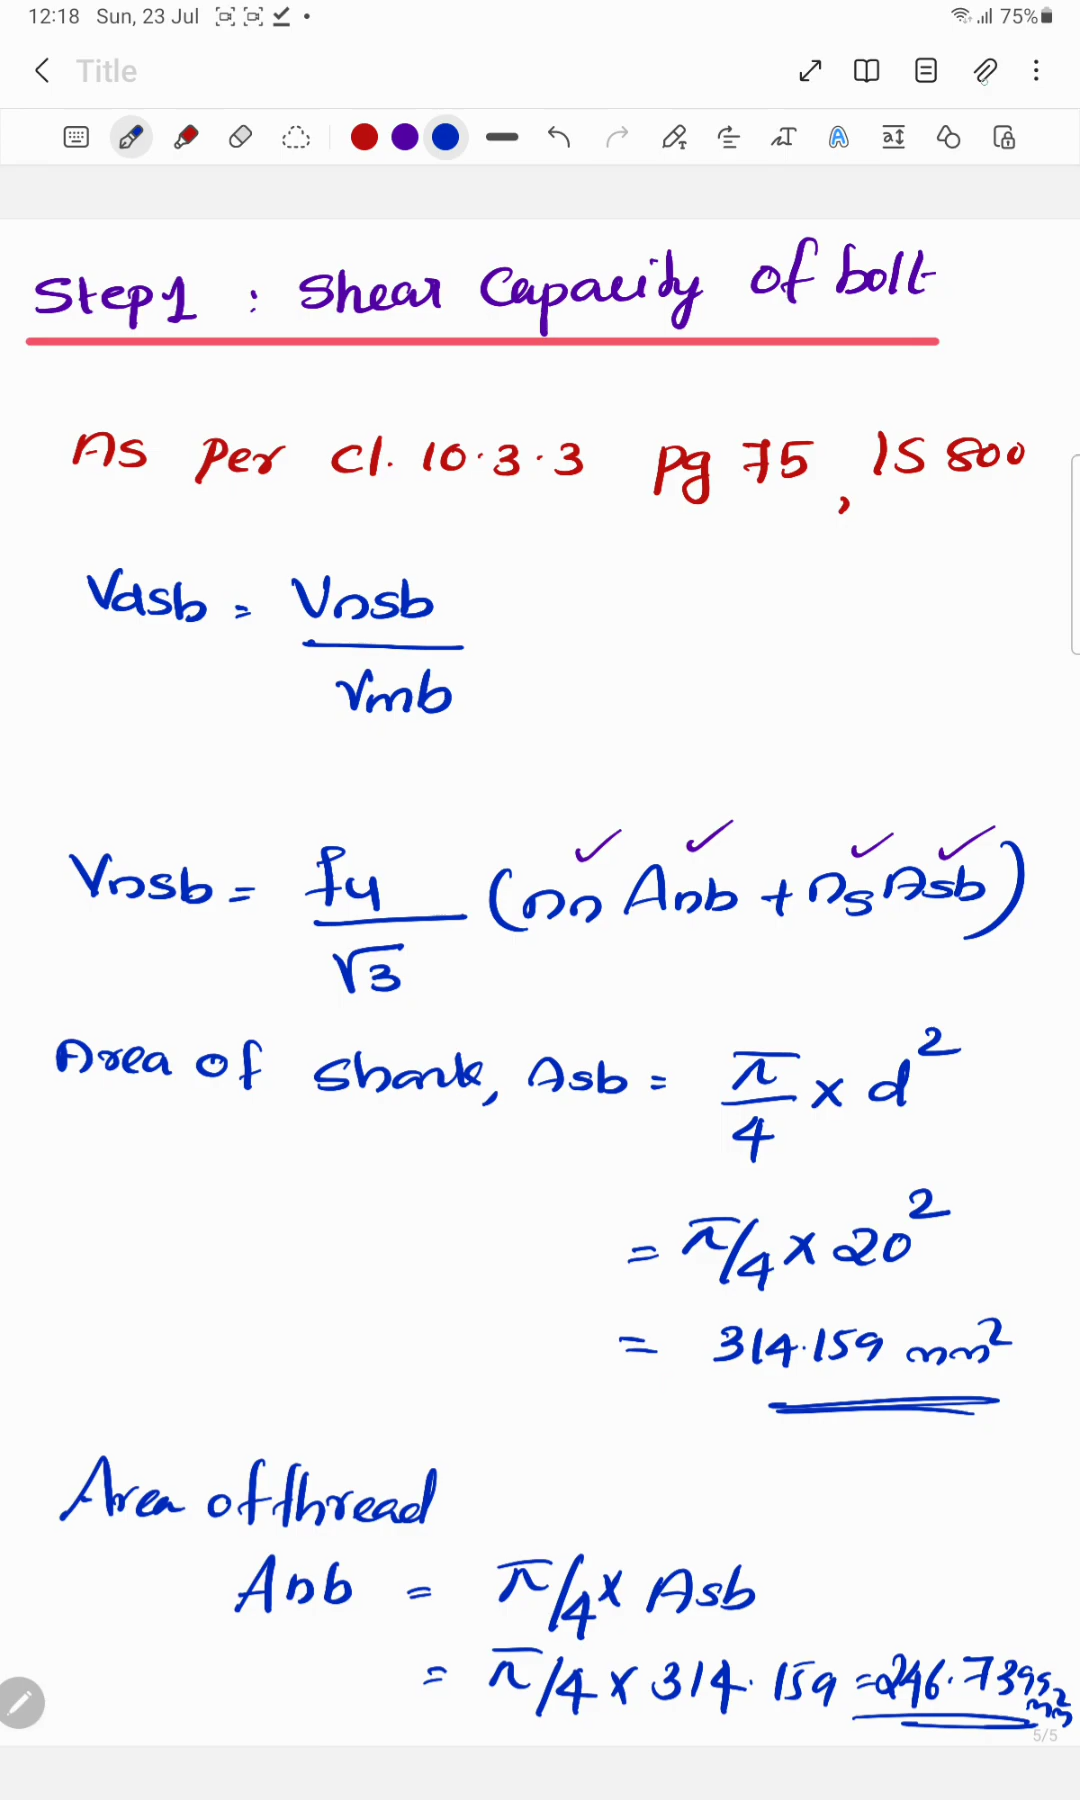 12:18 Sun, 23 Jul 75%
Title
Step1 : Shear Capacity of bolt
As Per Cl. 10.3.3 Pg 75, IS 800
Vdsb = Vnsb
γmb
Vnsb = fu (nn Anb + ns Asb)
√3
Area of Shank, Asb = π/4 x d²
= π/4 x 20²
= 314.159 mm²
Area of thread
Anb = π/4 x Asb
= π/4 x 314.159 = 246.7395 mm²
5/5